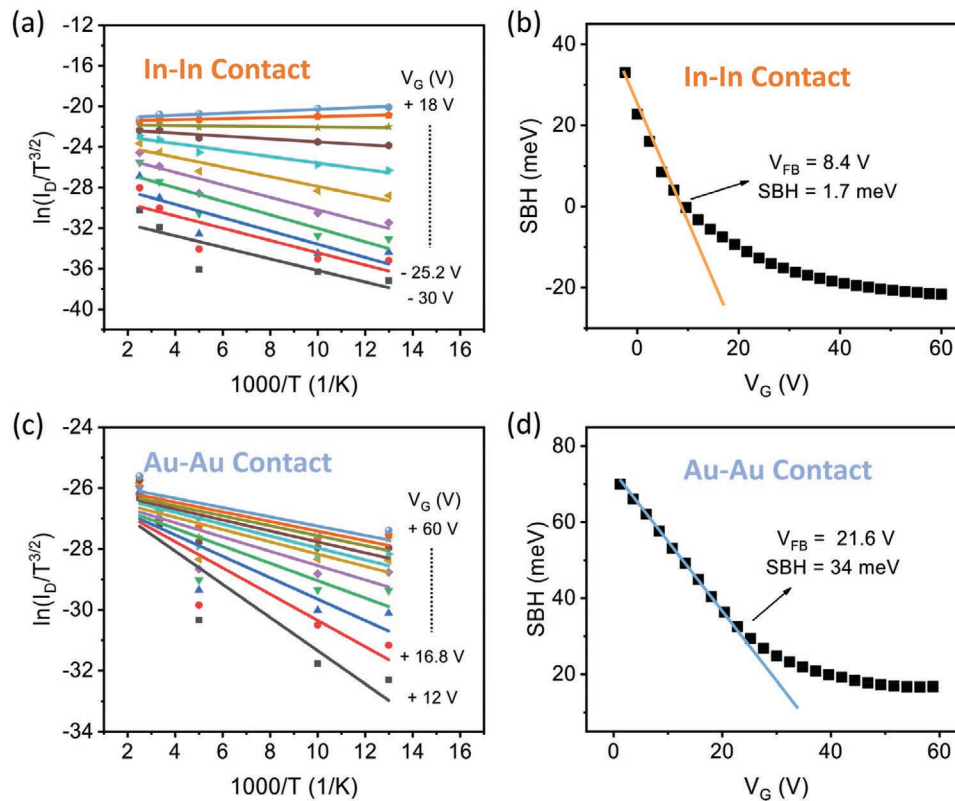 (a)
In-In Contact
V_G (V)
+ 18 V
- 25.2 V
- 30 V
-12
-16
-20
-24
-28
-32
-36
-40
ln(I_D/T^3/2)
2 4 6 8 10 12 14 16
1000/T (1/K)
(b)
In-In Contact
V_FB = 8.4 V
SBH = 1.7 meV
40
20
0
-20
SBH (meV)
0 20 40 60
V_G (V)
(c)
Au-Au Contact
V_G (V)
+ 60 V
+ 16.8 V
+ 12 V
-24
-26
-28
-30
-32
-34
ln(I_D/T^3/2)
2 4 6 8 10 12 14 16
1000/T (1/K)
(d)
Au-Au Contact
V_FB = 21.6 V
SBH = 34 meV
80
60
40
20
SBH (meV)
0 20 40 60
V_G (V)